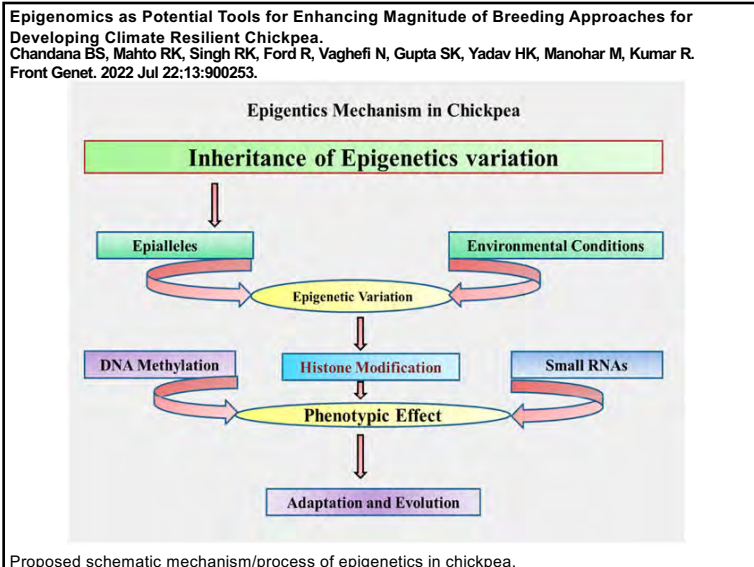 Epigenomics as Potential Tools for Enhancing Magnitude of Breeding Approaches for
Developing Climate Resilient Chickpea.
Chandana BS, Mahto RK, Singh RK, Ford R, Vaghefi N, Gupta SK, Yadav HK, Manohar M, Kumar R.
Front Genet. 2022 Jul 22;13:900253.
Epigentics Mechanism in Chickpea
Inheritance of Epigenetics variation
Epialleles
Environmental Conditions
Epigenetic Variation
DNA Methylation
Histone Modification
Small RNAs
Phenotypic Effect
Adaptation and Evolution
Proposed schematic mechanism/process of epigenetics in chickpea.